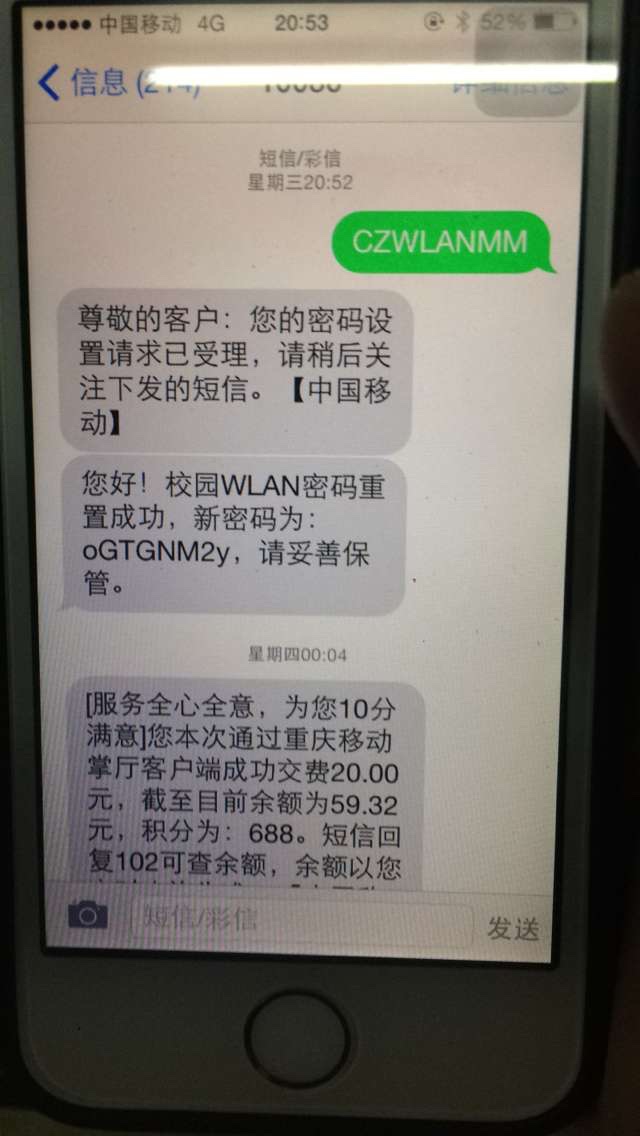 中国移动 4G 20:53 52%
信息 (214) 10086 详细信息
短信/彩信
星期三20:52
CZWLANMM
尊敬的客户：您的密码设
置请求已受理，请稍后关
注下发的短信。【中国移
动】
您好！校园WLAN密码重
置成功，新密码为：
oGTGNM2y，请妥善保
管。
星期四00:04
[服务全心全意，为您10分
满意]您本次通过重庆移动
掌厅客户端成功交费20.00
元，截至目前余额为59.32
元，积分为：688。短信回
复102可查余额，余额以您
短信/彩信
发送